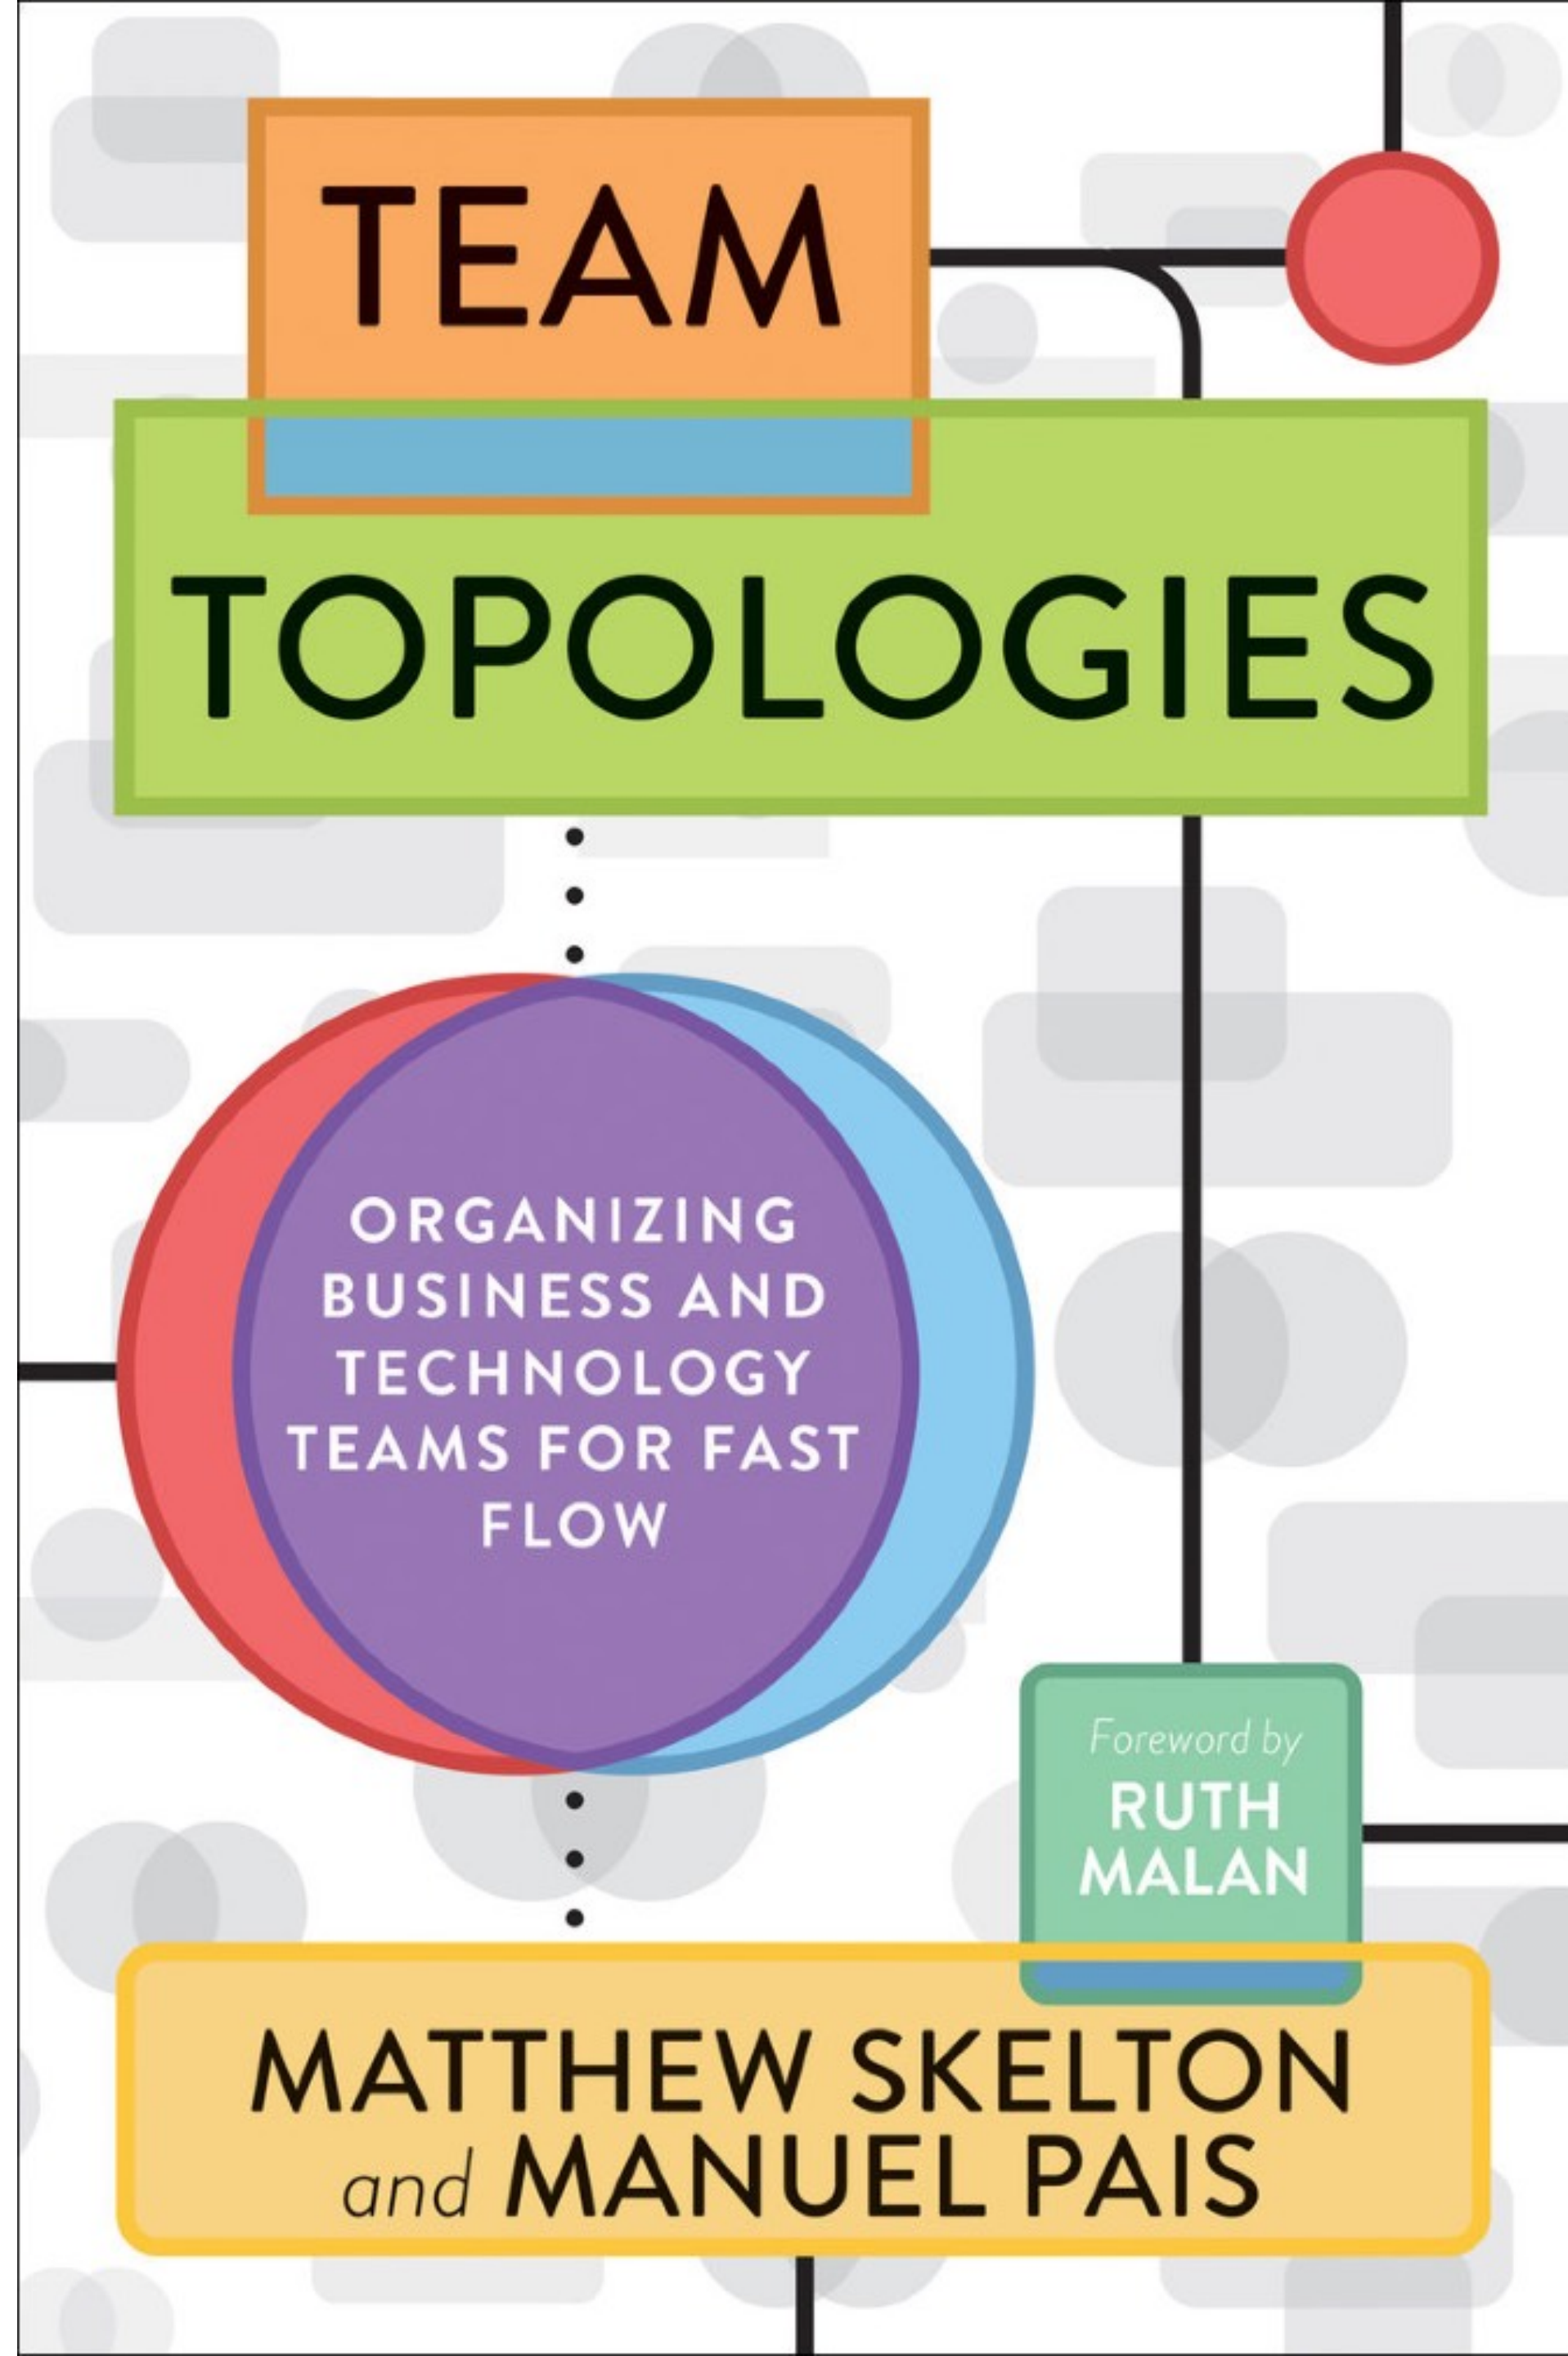 TEAM
TOPOLOGIES
ORGANIZING
BUSINESS AND
TECHNOLOGY
TEAMS FOR FAST
FLOW
Foreword by
RUTH
MALAN
MATTHEW SKELTON
and MANUEL PAIS